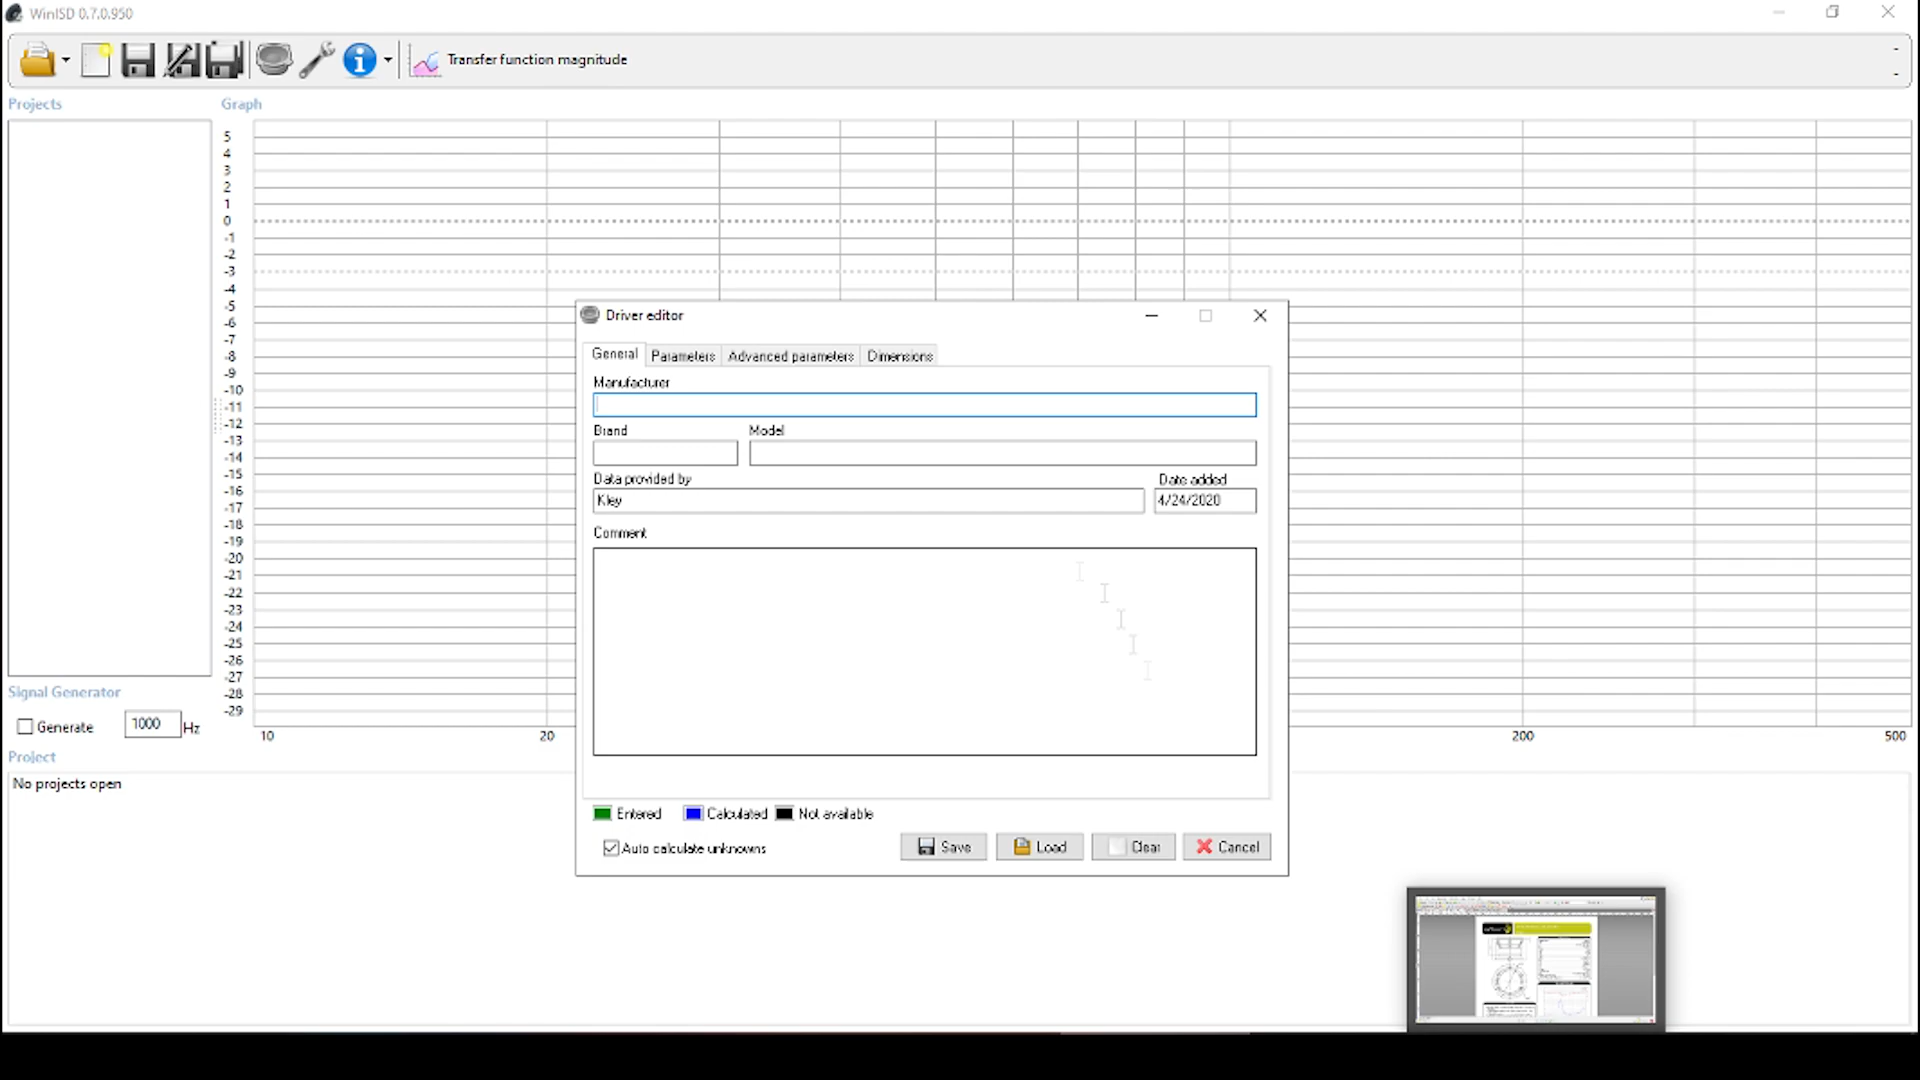 WinISD 0.7.0.950
Transfer function magnitude
Projects
Graph
5
4
3
2
1
0
-1
-2
-3
-4
-5
-6
-7
-8
-9
-10
-11
-12
-13
-14
-15
-16
-17
-18
-19
-20
-21
-22
-23
-24
-25
-26
-27
-28
-29
10
20
200
500
Driver editor
General Parameters Advanced parameters Dimensions
Manufacturer
Brand Model
Data provided by Date added
Kley 4/24/2020
Comment
Entered Calculated Not available
Auto calculate unknowns Save Load Clear Cancel
Signal Generator
Generate 1000 Hz
Project
No projects open